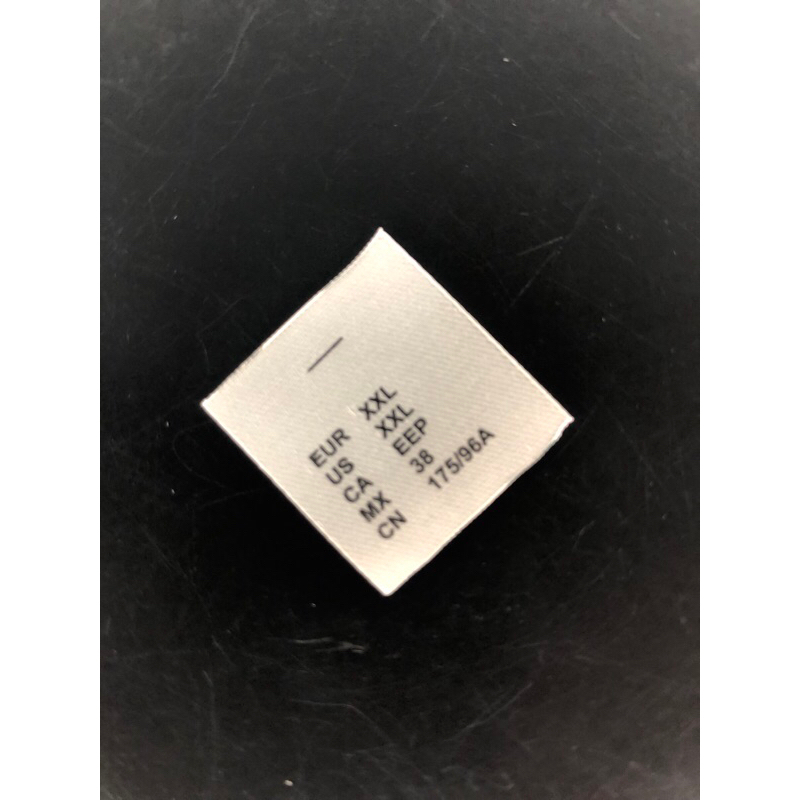 EUR XXL
US XXL
CA EEP
MX 38
CN 175/96A